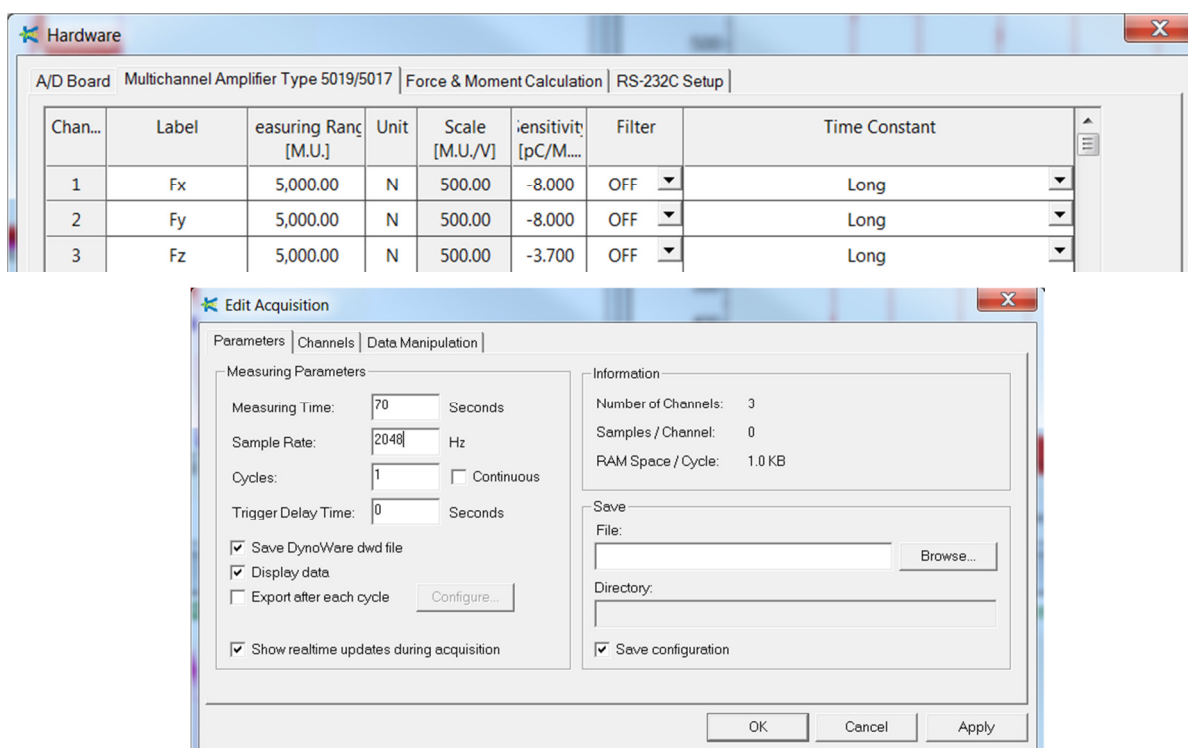 Hardware
A/D Board Multichannel Amplifier Type 5019/5017 Force & Moment Calculation RS-232C Setup
Chan... Label easuring Rang Unit Scale ensitivity Filter Time Constant
[M.U.] [M.U./V] [pC/M....
1 Fx 5,000.00 N 500.00 -8.000 OFF Long
2 Fy 5,000.00 N 500.00 -8.000 OFF Long
3 Fz 5,000.00 N 500.00 -3.700 OFF Long
Edit Acquisition
Parameters Channels Data Manipulation
Measuring Parameters
Measuring Time: 70 Seconds
Sample Rate: 2048 Hz
Cycles: 1 Continuous
Trigger Delay Time: 0 Seconds
Save DynoWare dwd file
Display data
Export after each cycle Configure...
Show realtime updates during acquisition
Information
Number of Channels: 3
Samples / Channel: 0
RAM Space / Cycle: 1.0 KB
Save
File:
Browse...
Directory:
Save configuration
OK Cancel Apply